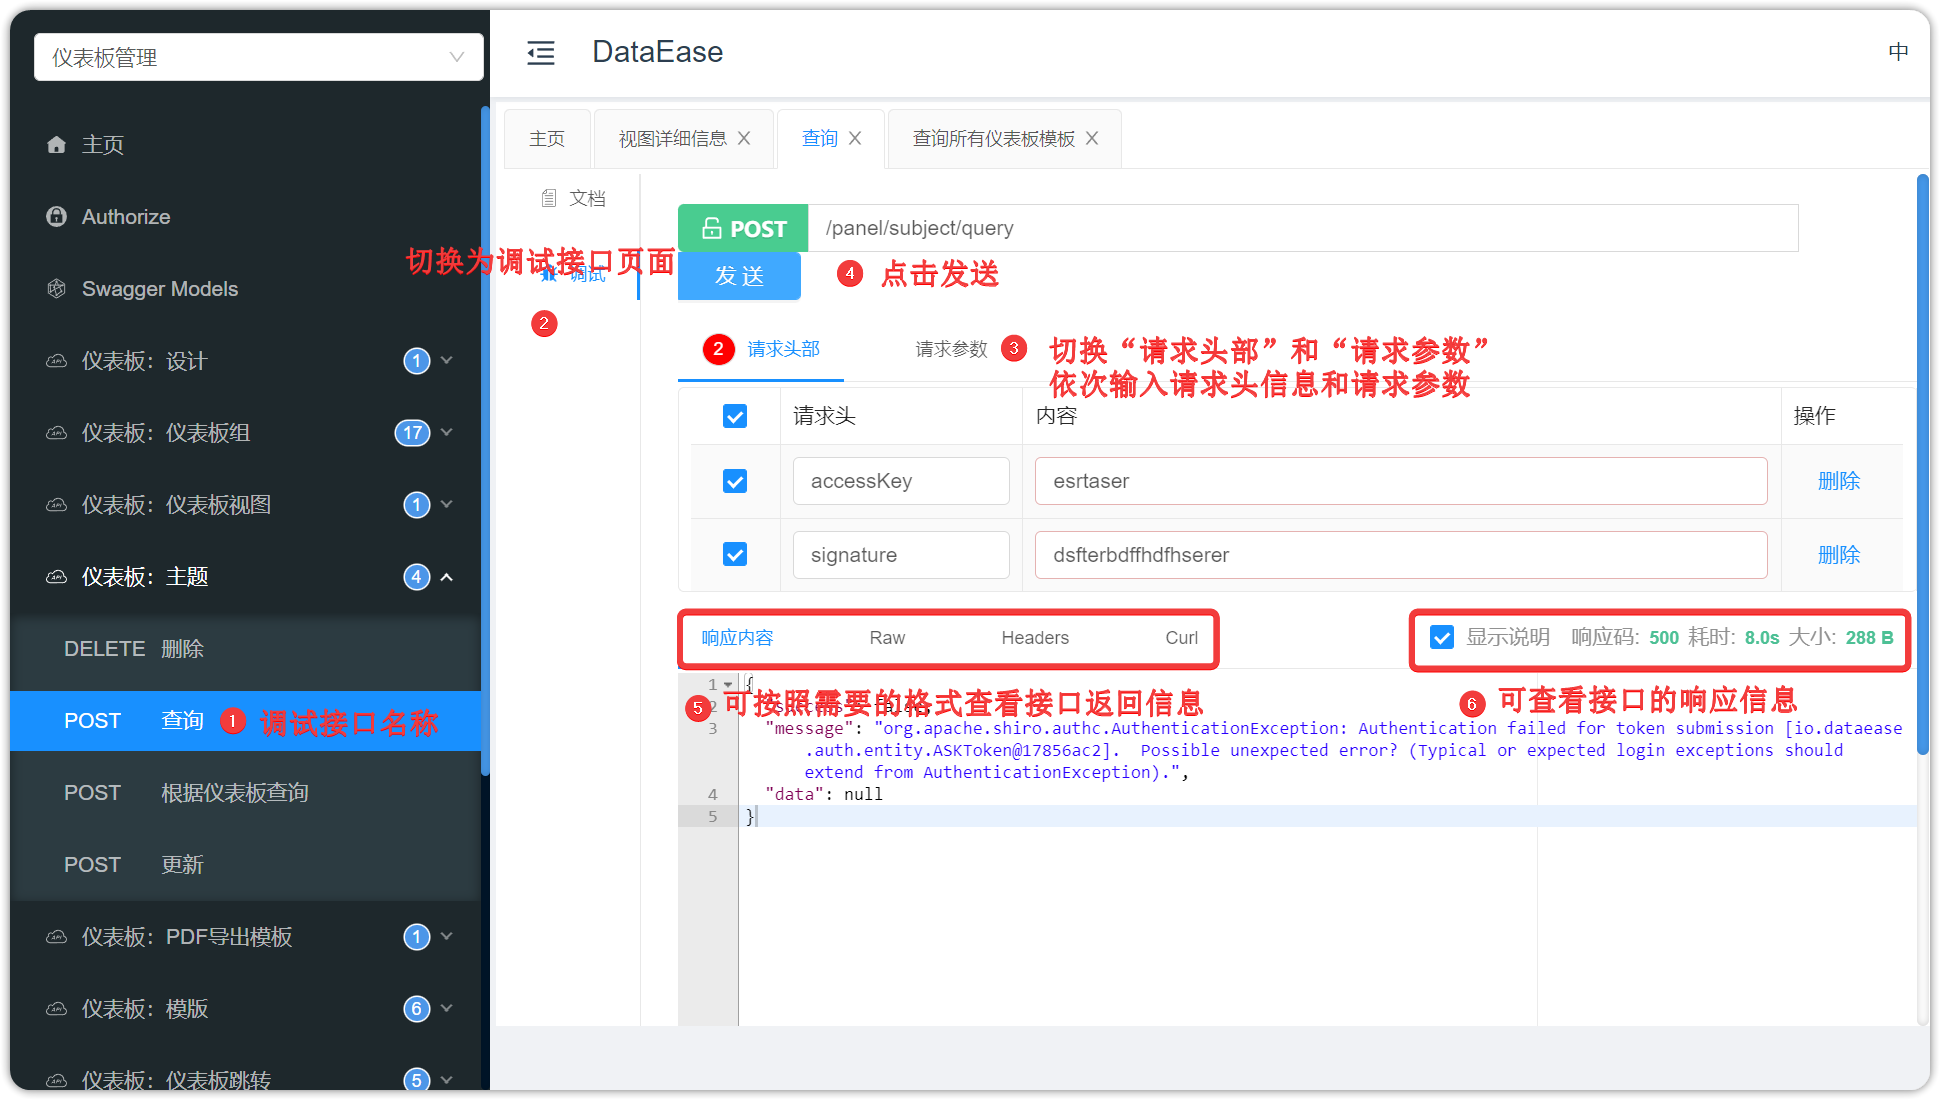 仪表板管理
DataEase
中
主页
Authorize
Swagger Models
仪表板：设计 1
仪表板：仪表板组 17
仪表板：仪表板视图 1
仪表板：主题 4
DELETE 删除
POST 查询 1 调试接口名称
POST 根据仪表板查询
POST 更新
仪表板：PDF导出模板 1
仪表板：模版 6
仪表板：仪表板跳转 5
主页 视图详细信息 查询 查询所有仪表板模板
文档
切换为调试接口页面
调试
2
POST /panel/subject/query
发 送 4 点击发送
2 请求头部 请求参数 3 切换“请求头部”和“请求参数”
依次输入请求头信息和请求参数
请求头 内容 操作
accessKey esrtaser 删除
signature dsfterbdffhdfhserer 删除
响应内容 Raw Headers Curl
显示说明 响应码: 500 耗时: 8.0s 大小: 288 B
1 {
5 可按照需要的格式查看接口返回信息
6 可查看接口的响应信息
3 "message": "org.apache.shiro.authc.AuthenticationException: Authentication failed for token submission [io.dataease
.auth.entity.ASKToken@17856ac2].  Possible unexpected error? (Typical or expected login exceptions should
extend from AuthenticationException).",
4 "data": null
5 }